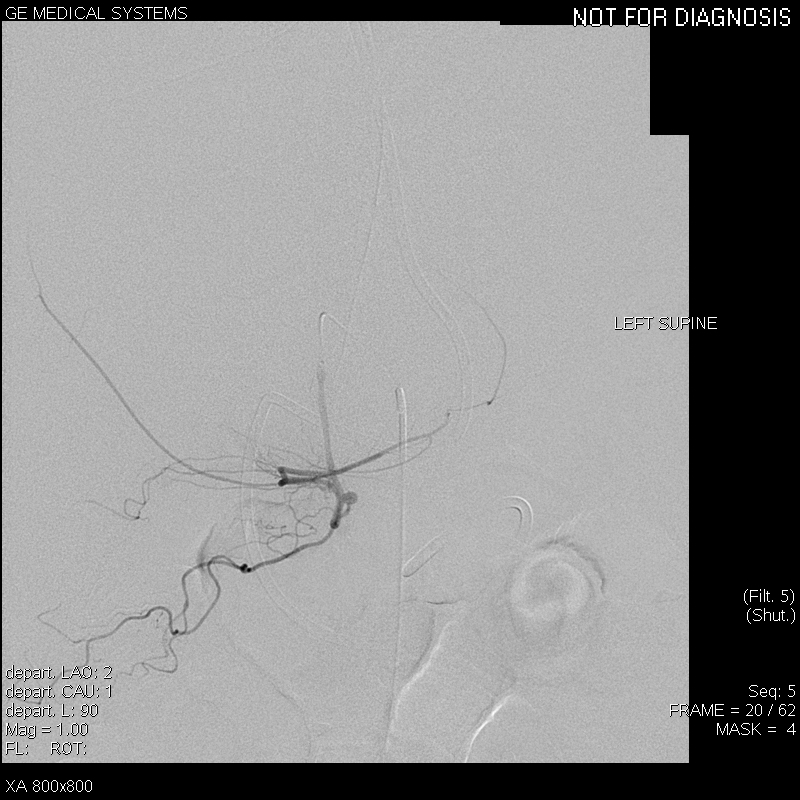 GE MEDICAL SYSTEMS
NOT FOR DIAGNOSIS
LEFT SUPINE
(Filt. 5)
(Shut.)
depart. LAO: 2
depart. CAU: 1
depart. L: 90
Mag = 1.00
FL: ROT:
Seq: 5
FRAME = 20 / 62
MASK = 4
XA 800x800